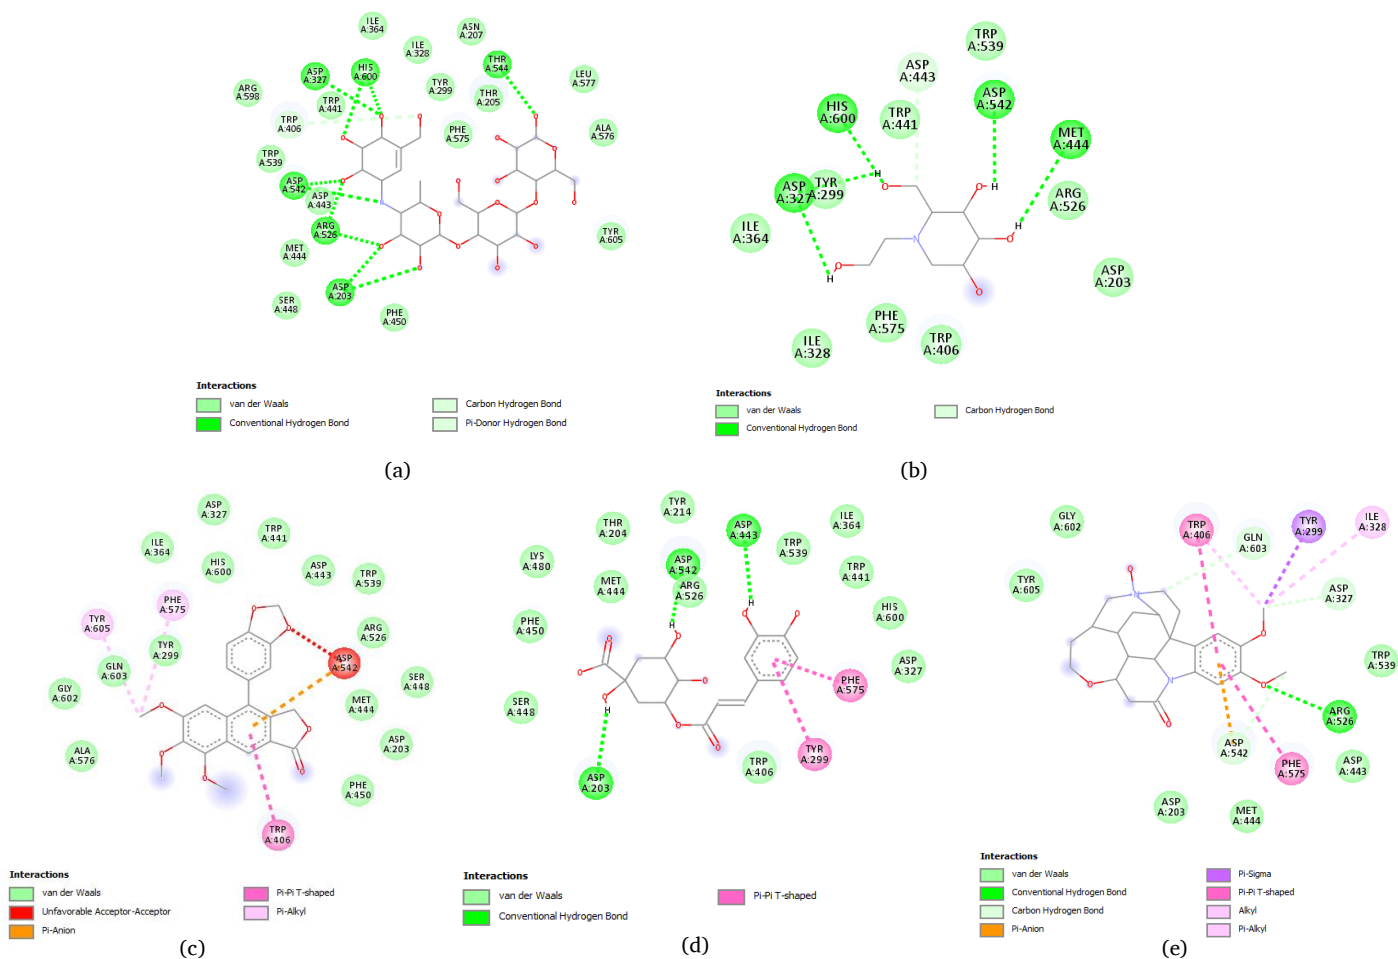 ILE
A:364
ILE
A:328
ASN
A:207
THR
A:544
ASP
A:327
HIS
A:600
LEU
A:577
ARG
A:598
TRP
A:441
TYR
A:299
THR
A:205
TRP
A:406
PHE
A:575
ALA
A:576
TRP
A:539
ASP
A:542
ASP
A:443
ARG
A:526
MET
A:444
TYR
A:605
SER
A:448
ASP
A:203
PHE
A:450
Interactions
van der Waals
Conventional Hydrogen Bond
Carbon Hydrogen Bond
Pi-Donor Hydrogen Bond
(a)
TRP
A:539
ASP
A:443
ASP
A:542
HIS
A:600
TRP
A:441
MET
A:444
ASP
A:327
TYR
A:299
ARG
A:526
ILE
A:364
H
O
O
H
H
O
N
H
O
O
ASP
A:203
PHE
A:575
ILE
A:328
TRP
A:406
Interactions
van der Waals
Conventional Hydrogen Bond
Carbon Hydrogen Bond
(b)
ASP
A:327
ILE
A:364
TRP
A:441
HIS
A:600
ASP
A:443
TRP
A:539
TYR
A:605
PHE
A:575
ARG
A:526
GLN
A:603
TYR
A:299
ASP
A:542
GLY
A:602
SER
A:448
MET
A:444
ALA
A:576
ASP
A:203
PHE
A:450
TRP
A:406
Interactions
van der Waals
Unfavorable Acceptor-Acceptor
Pi-Anion
Pi-Pi T-shaped
Pi-Alkyl
(c)
TYR
A:214
THR
A:204
ASP
A:443
ILE
A:364
LYS
A:480
ASP
A:542
TRP
A:539
MET
A:444
ARG
A:526
TRP
A:441
PHE
A:450
HIS
A:600
ASP
A:327
PHE
A:575
SER
A:448
TRP
A:406
TYR
A:299
ASP
A:203
Interactions
van der Waals
Conventional Hydrogen Bond
Pi-Pi T-shaped
(d)
GLY
A:602
TRP
A:406
GLN
A:603
TYR
A:299
ILE
A:328
TYR
A:605
ASP
A:327
TRP
A:539
ARG
A:526
ASP
A:542
PHE
A:575
ASP
A:443
ASP
A:203
MET
A:444
Interactions
van der Waals
Conventional Hydrogen Bond
Carbon Hydrogen Bond
Pi-Anion
Pi-Sigma
Pi-Pi T-shaped
Alkyl
Pi-Alkyl
(e)